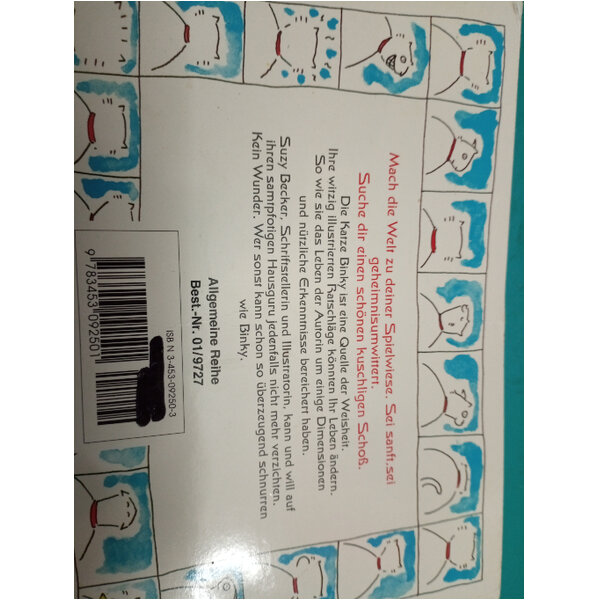 Mach die Welt zu deiner Spielwiese. Sei sanft.sei
geheimnisumwittert.
Suche dir einen schönen kuschligen Schoß.
Die Katze Binky ist eine Quelle der Weisheit.
Ihre witzig illustrierten Ratschläge könnten Ihr Leben ändern.
So wie sie das Leben der Autorin um einige Dimensionen
und nützliche Erkenntnisse bereichert haben.
Suzy Becker, Schriftstellerin und Illustratorin, kann und will auf
ihren samtpfotigen Hausguru jedenfalls nicht mehr verzichten.
Kein Wunder. Wer sonst kann schon so überzeugend schnurren
wie Binky.
Allgemeine Reihe
Best.-Nr. 01/9727
ISBN 3-453-09250-3
9 783453 092501